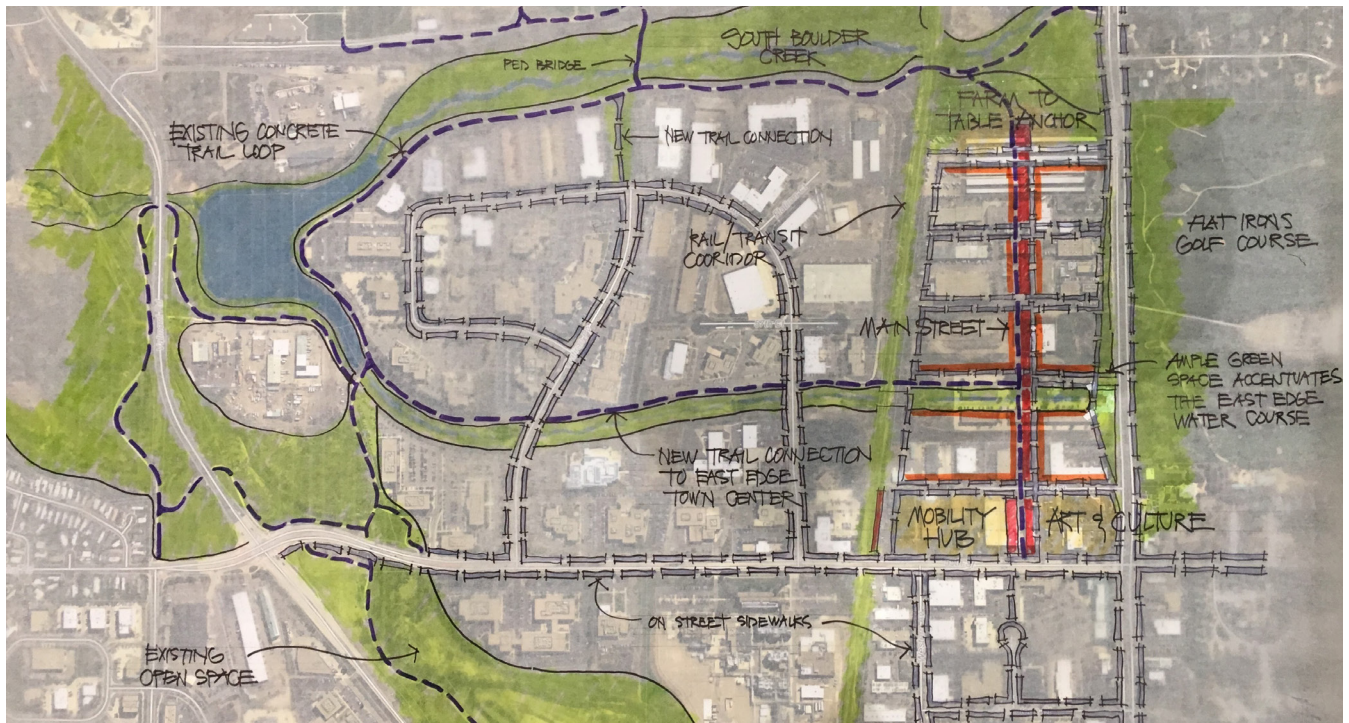 SOUTH BOULDER
CREEK
PED BRIDGE
FARM TO
TABLE ANCHOR
EXISTING CONCRETE
TRAIL LOOP
NEW TRAIL CONNECTION
RAIL/TRANSIT
COORIDOR
FLAT IRONS
GOLF COURSE
MAIN STREET
AMPLE GREEN
SPACE ACCENTUATES
THE EAST EDGE
WATER COURSE
NEW TRAIL CONNECTION
TO EAST EDGE
TOWN CENTER
MOBILITY
HUB
ART & CULTURE
ON STREET SIDEWALKS
EXISTING
OPEN SPACE